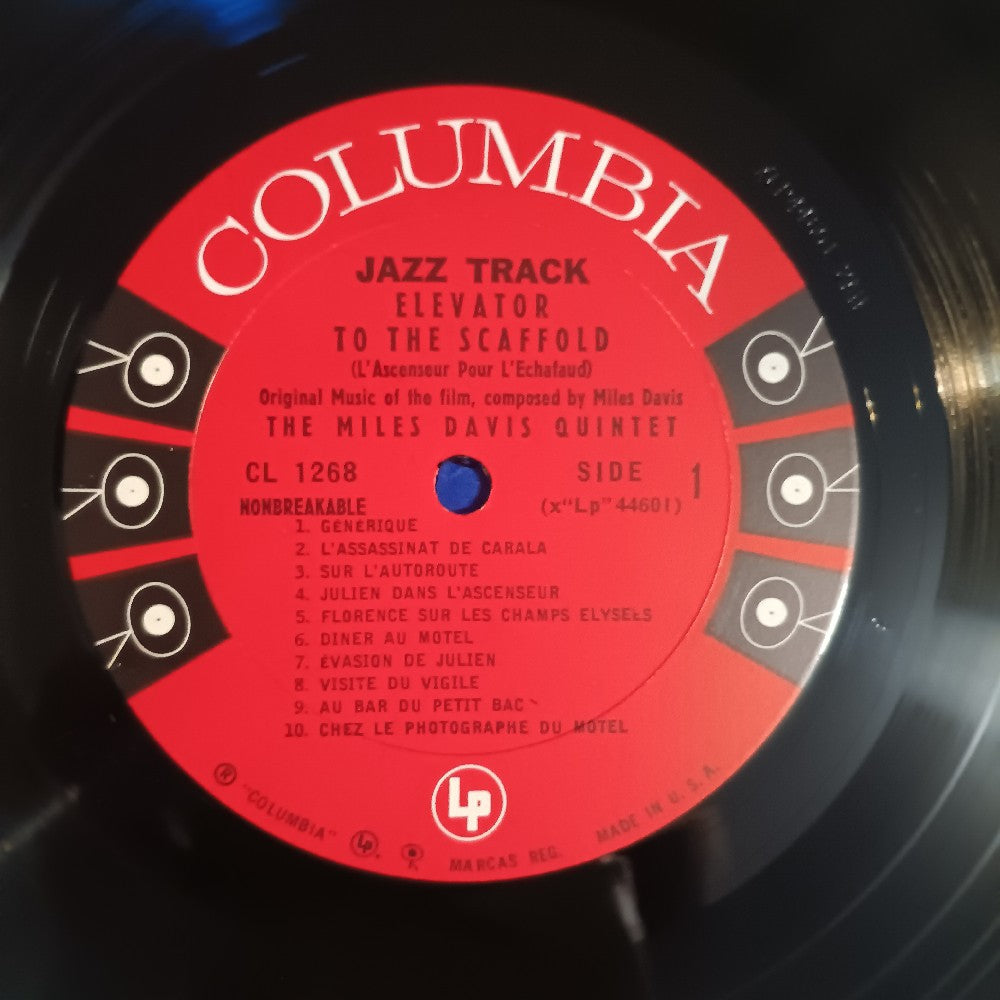 COLUMBIA
JAZZ TRACK
ELEVATOR
TO THE SCAFFOLD
(L'Ascenseur Pour L'Echafaud)
Original Music of the film, composed by Miles Davis
THE MILES DAVIS QUINTET
CL 1268
SIDE 1
NONBREAKABLE
(x"Lp" 44601)
1. GÉNÉRIQUE
2. L'ASSASSINAT DE CARALA
3. SUR L'AUTOROUTE
4. JULIEN DANS L'ASCENSEUR
5. FLORENCE SUR LES CHAMPS ELYSÉES
6. DINER AU MOTEL
7. ÉVASION DE JULIEN
8. VISITE DU VIGILE
9. AU BAR DU PETIT BAC
10. CHEZ LE PHOTOGRAPHE DU MOTEL
Lp
® "COLUMBIA" Lp. MARCAS REG. MADE IN U. S. A.